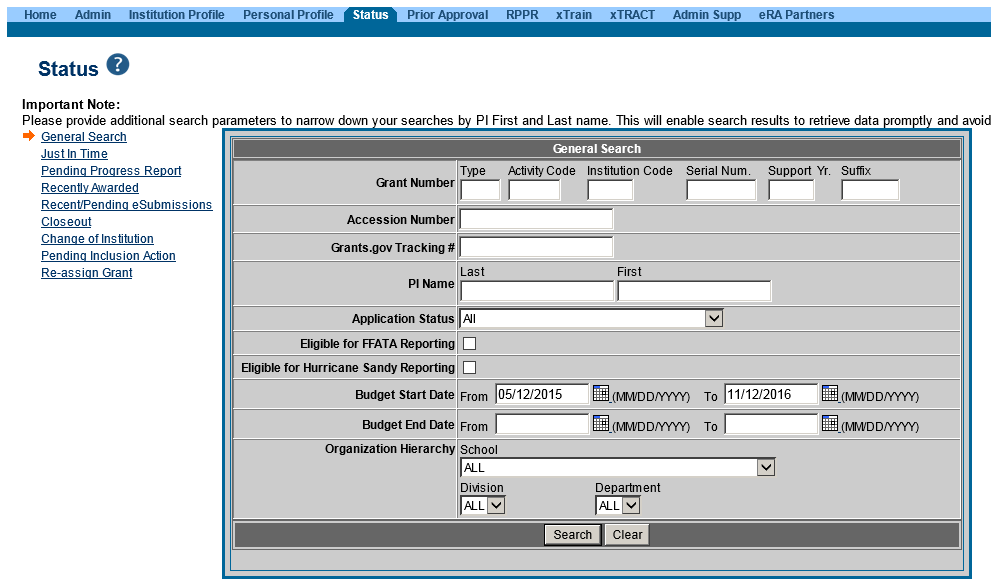 Home Admin Institution Profile Personal Profile Status Prior Approval RPPR xTrain xTRACT Admin Supp eRA Partners
Status ?
Important Note:
Please provide additional search parameters to narrow down your searches by PI First and Last name. This will enable search results to retrieve data promptly and avoid
General Search
Just In Time
Pending Progress Report
Recently Awarded
Recent/Pending eSubmissions
Closeout
Change of Institution
Pending Inclusion Action
Re-assign Grant
General Search
Type Activity Code Institution Code Serial Num. Support Yr. Suffix
Grant Number
Accession Number
Grants.gov Tracking #
Last First
PI Name
Application Status All
Eligible for FFATA Reporting
Eligible for Hurricane Sandy Reporting
Budget Start Date From 05/12/2015 (MM/DD/YYYY) To 11/12/2016 (MM/DD/YYYY)
Budget End Date From (MM/DD/YYYY) To (MM/DD/YYYY)
Organization Hierarchy School
ALL
Division Department
ALL ALL
Search Clear